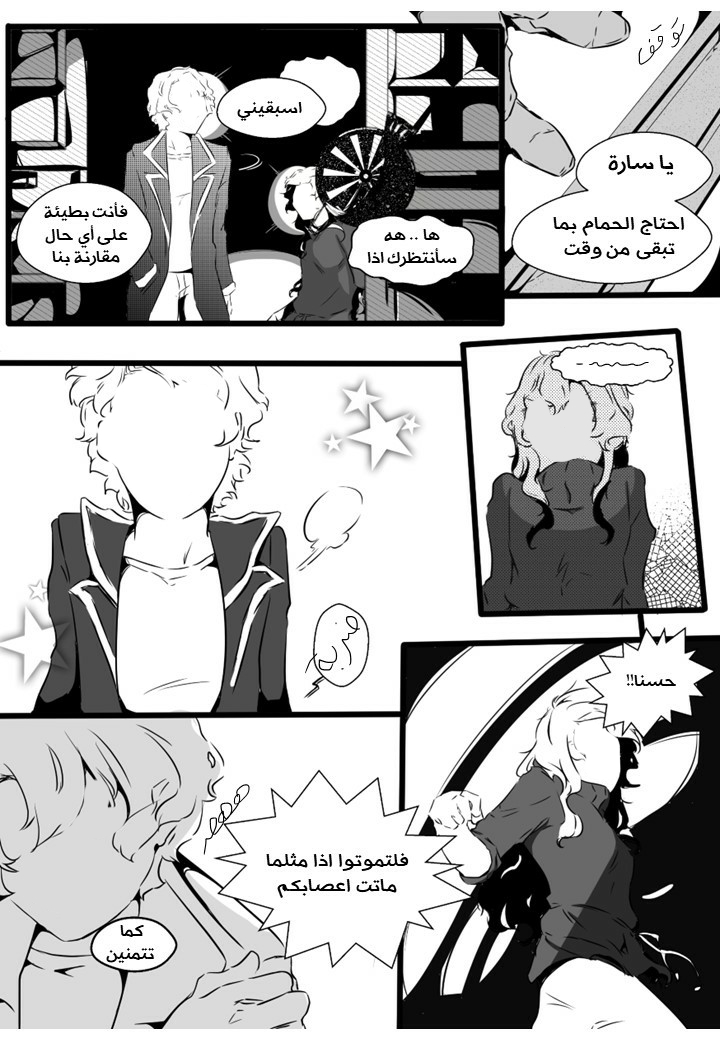 توقف
يا سارة
احتاج الحمام بما
تبقى من وقت
اسبقيني
ها .. هه
سأنتظرك اذا
فأنت بطيئة
على أي حال
مقارنة بنا
حسنا!!
فلتموتوا اذا مثلما
ماتت اعصابكم
كما
تتمنين